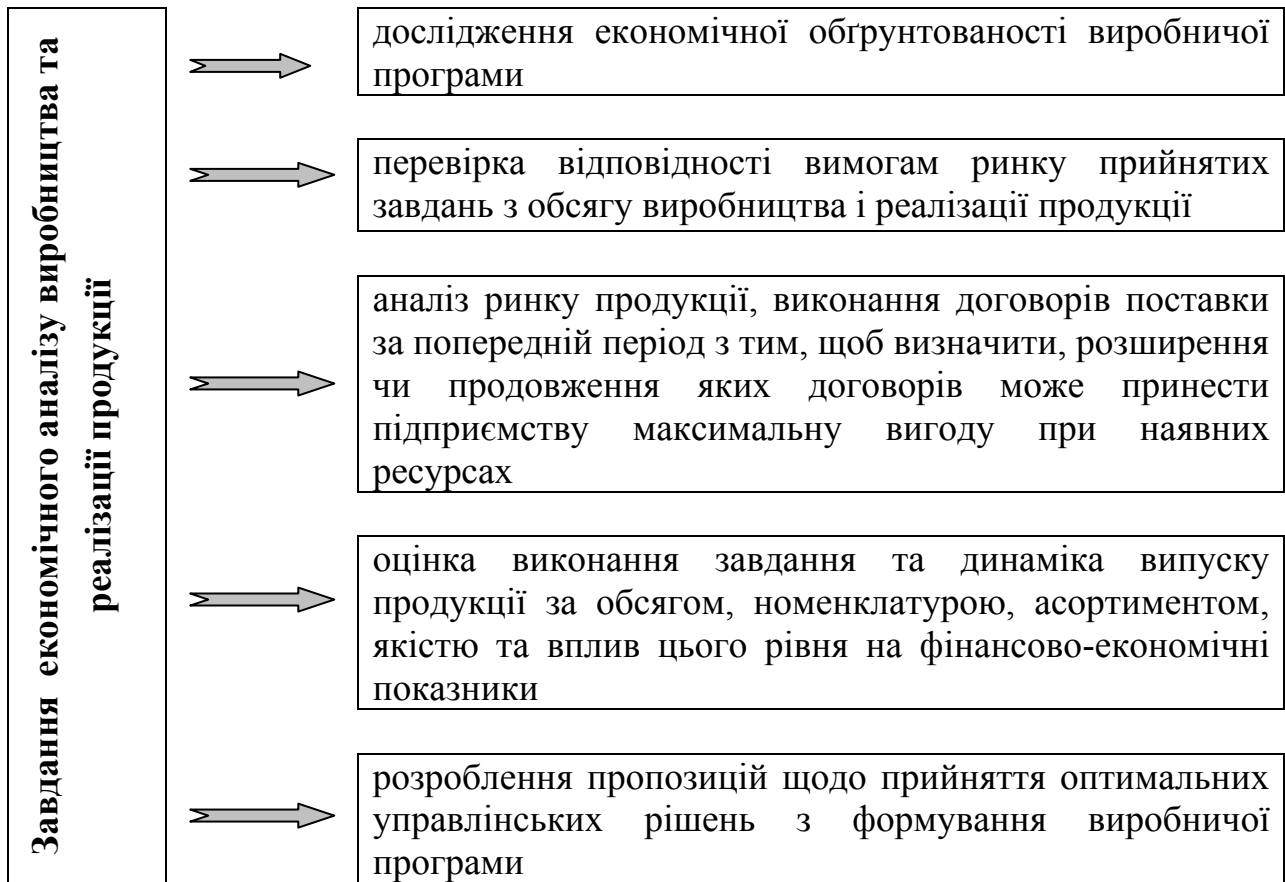 Завдання економічного аналізу виробництва та
реалізації продукції
дослідження економічної обґрунтованості виробничої
програми
перевірка відповідності вимогам ринку прийнятих
завдань з обсягу виробництва і реалізації продукції
аналіз ринку продукції, виконання договорів поставки
за попередній період з тим, щоб визначити, розширення
чи продовження яких договорів може принести
підприємству максимальну вигоду при наявних
ресурсах
оцінка виконання завдання та динаміка випуску
продукції за обсягом, номенклатурою, асортиментом,
якістю та вплив цього рівня на фінансово-економічні
показники
розроблення пропозицій щодо прийняття оптимальних
управлінських рішень з формування виробничої
програми